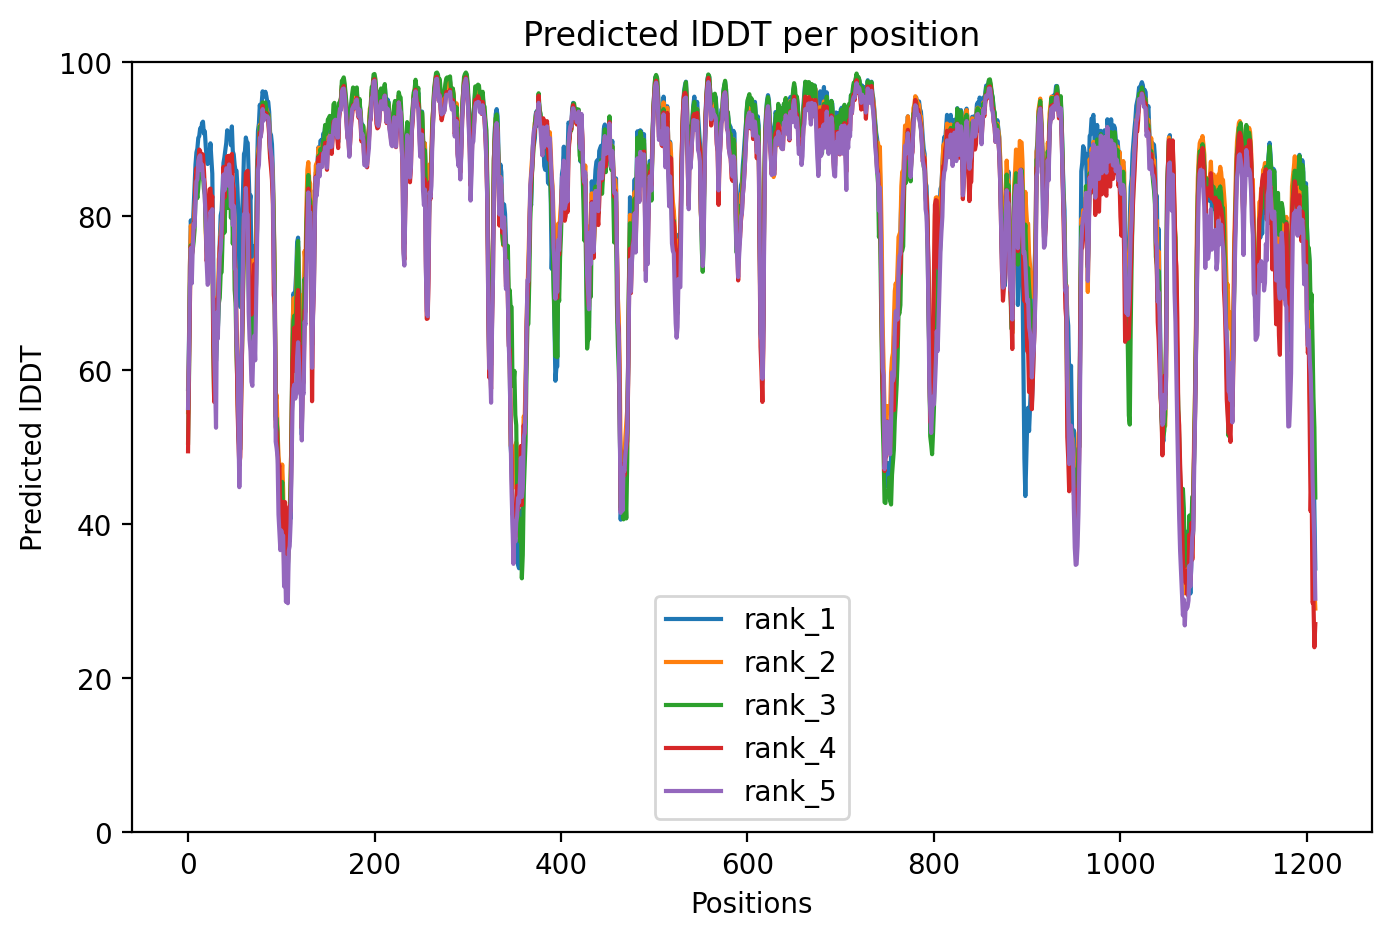 Predicted lDDT per position
100
80
60
40
20
0
Predicted lDDT
rank_1
rank_2
rank_3
rank_4
rank_5
0 200 400 600 800 1000 1200
Positions